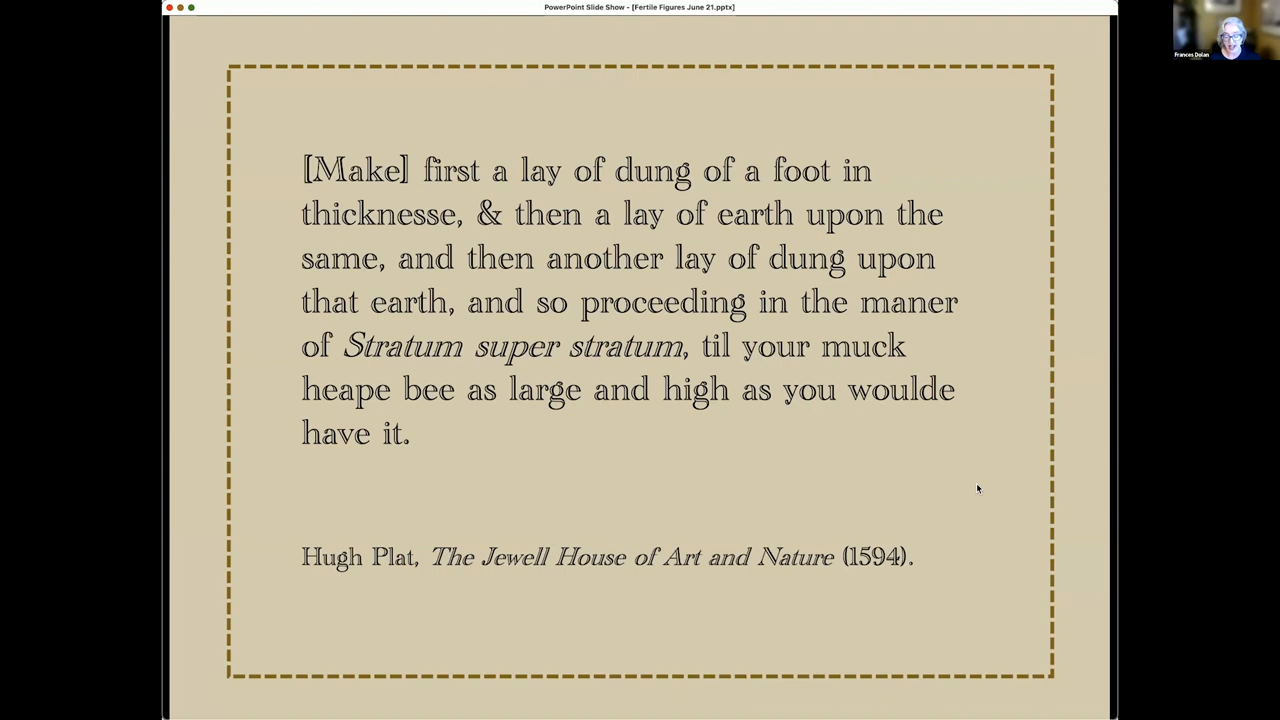 PowerPoint Slide Show - [Fertile Figures June 21.pptx]
Frances Dolan
[Make] first a lay of dung of a foot in
thicknesse, & then a lay of earth upon the
same, and then another lay of dung upon
that earth, and so proceeding in the maner
of Stratum super stratum, til your muck
heape bee as large and high as you woulde
have it.
Hugh Plat, The Jewell House of Art and Nature (1594).